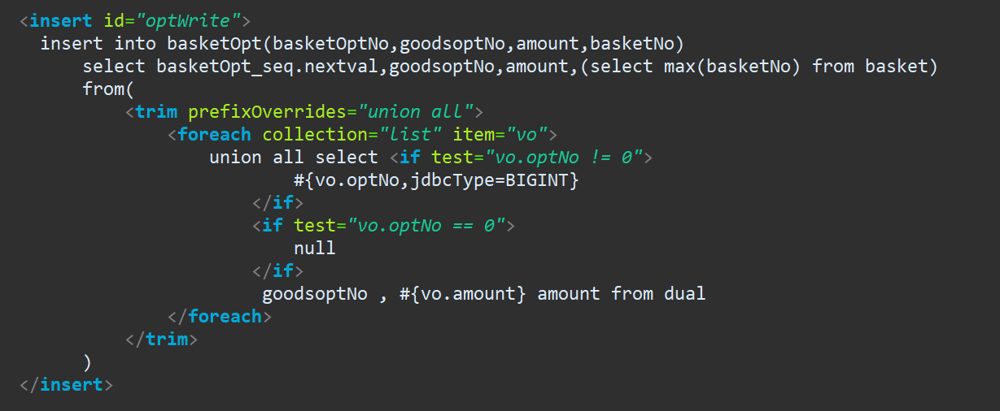 <insert id="optWrite">
insert into basketOpt(basketOptNo,goodsoptNo,amount,basketNo)
select basketOpt_seq.nextval,goodsoptNo,amount,(select max(basketNo) from basket)
from(
<trim prefixOverrides="union all">
<foreach collection="list" item="vo">
union all select <if test="vo.optNo != 0">
#{vo.optNo,jdbcType=BIGINT}
</if>
<if test="vo.optNo == 0">
null
</if>
goodsoptNo , #{vo.amount} amount from dual
</foreach>
</trim>
)
</insert>